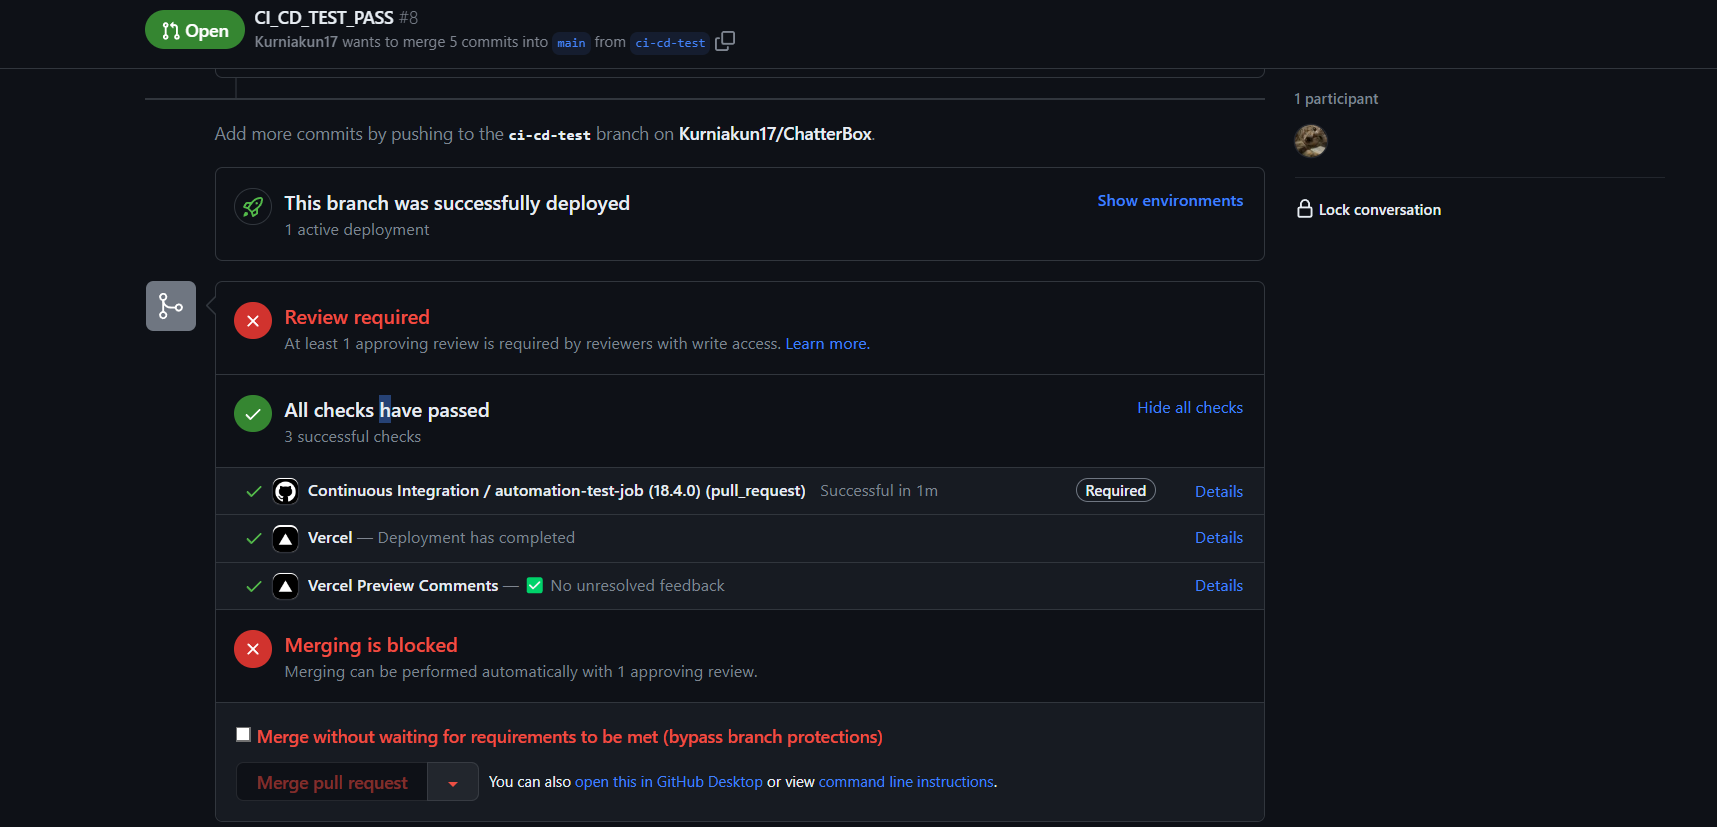 Open
CI_CD_TEST_PASS #8
Kurniakun17 wants to merge 5 commits into main from ci-cd-test
1 participant
Lock conversation
Add more commits by pushing to the ci-cd-test branch on Kurniakun17/ChatterBox.
This branch was successfully deployed
Show environments
1 active deployment
Review required
At least 1 approving review is required by reviewers with write access. Learn more.
All checks have passed
Hide all checks
3 successful checks
Continuous Integration / automation-test-job (18.4.0) (pull_request) Successful in 1m Required Details
Vercel — Deployment has completed Details
Vercel Preview Comments — ✅ No unresolved feedback Details
Merging is blocked
Merging can be performed automatically with 1 approving review.
Merge without waiting for requirements to be met (bypass branch protections)
Merge pull request You can also open this in GitHub Desktop or view command line instructions.